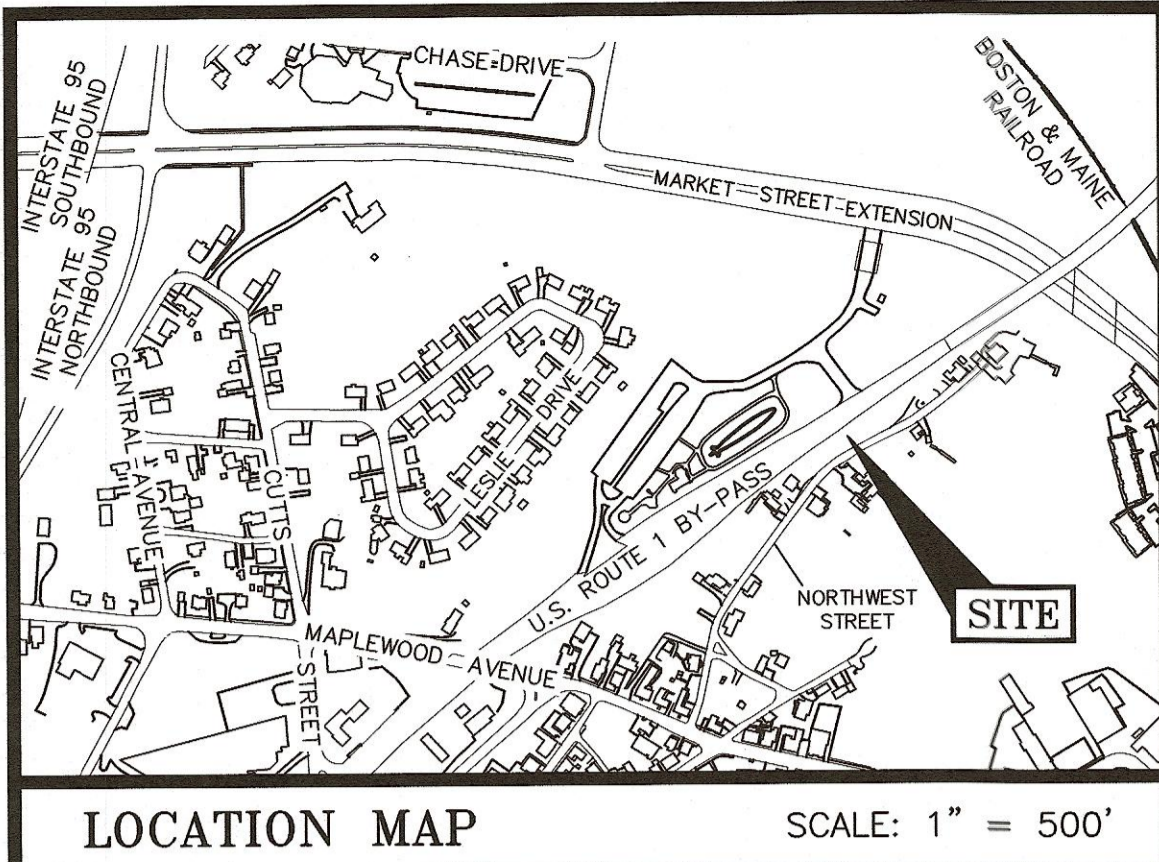 CHASE DRIVE
INTERSTATE 95
SOUTHBOUND
INTERSTATE 95
NORTHBOUND
BOSTON & MAINE
RAILROAD
MARKET STREET EXTENSION
CENTRAL AVENUE
CUTTS STREET
LESLIE DRIVE
U.S. ROUTE 1 BY-PASS
NORTHWEST
STREET
SITE
MAPLEWOOD AVENUE
LOCATION MAP
SCALE: 1" = 500'